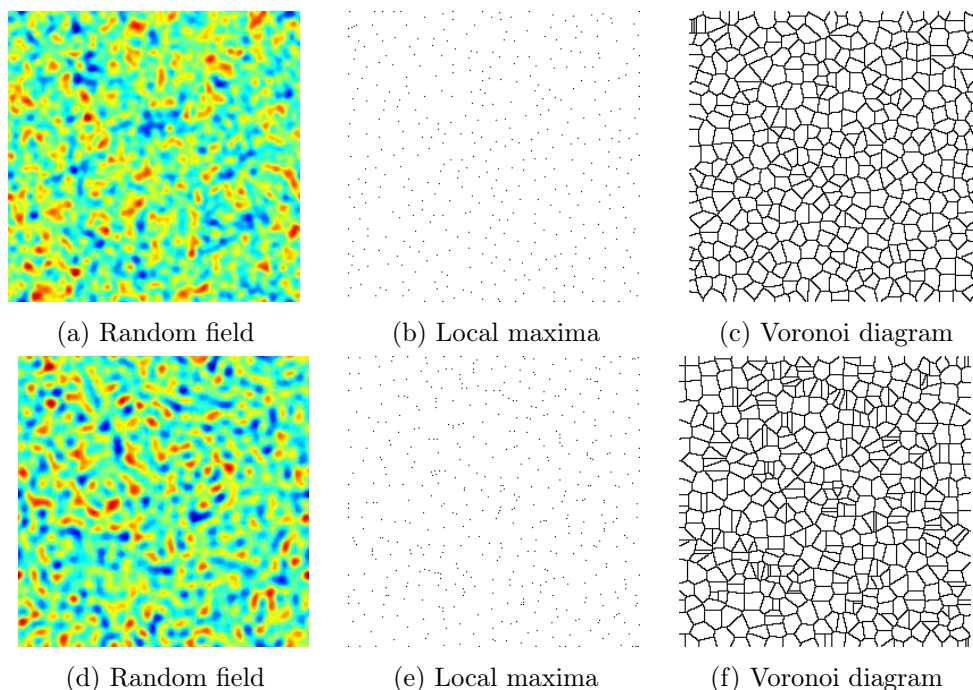 (a) Random field
(b) Local maxima
(c) Voronoi diagram
(d) Random field
(e) Local maxima
(f) Voronoi diagram